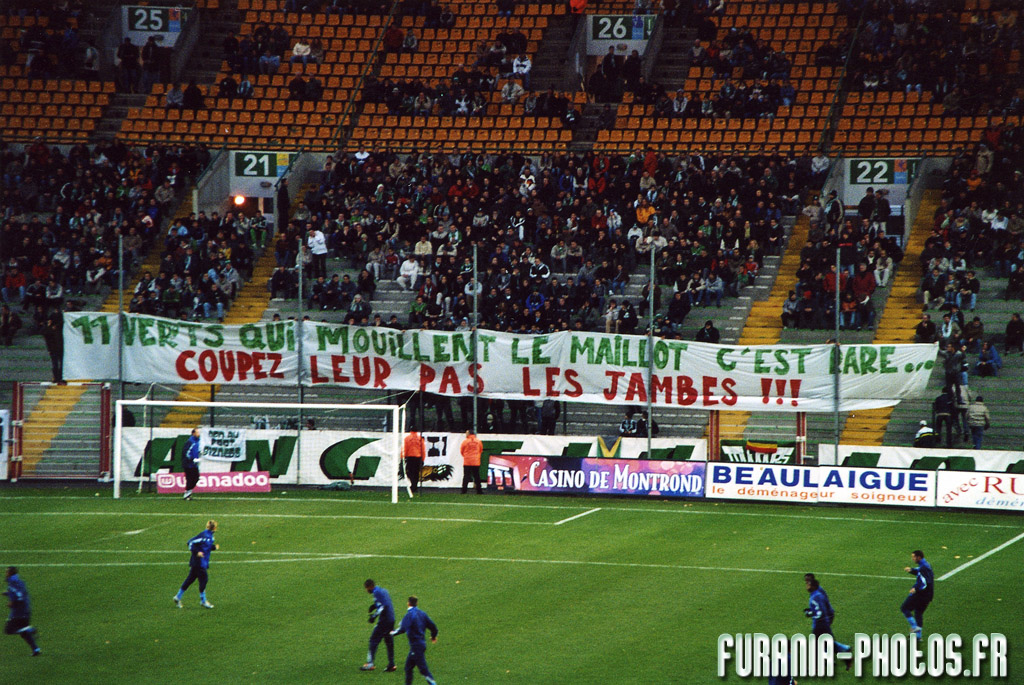 25
26
21
22
11 VERTS QUI MOUILLENT LE MAILLOT C'EST RARE...
COUPEZ LEUR PAS LES JAMBES !!!
Wanadoo
CASINO DE MONTROND
BEAULAIGUE
le déménageur soigneux
avec
FURANIA-PHOTOS.FR